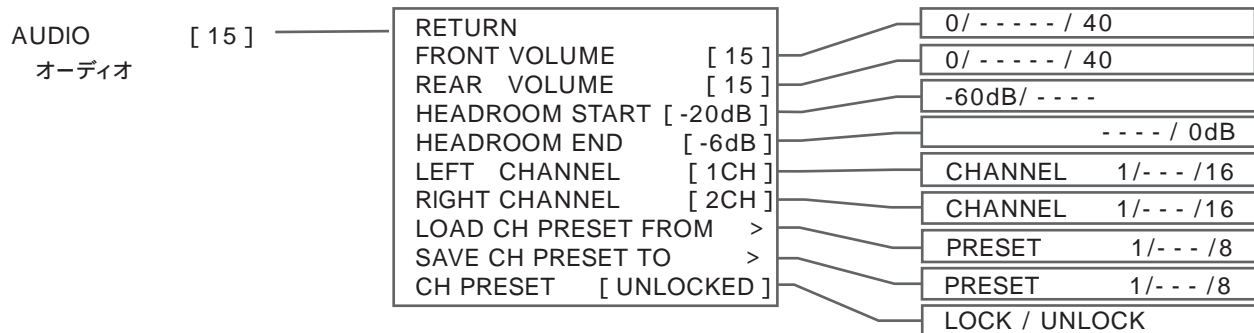 AUDIO [ 15 ]
オーディオ
RETURN
FRONT VOLUME [ 15 ]
REAR VOLUME [ 15 ]
HEADROOM START [ -20dB ]
HEADROOM END [ -6dB ]
LEFT CHANNEL [ 1CH ]
RIGHT CHANNEL [ 2CH ]
LOAD CH PRESET FROM >
SAVE CH PRESET TO >
CH PRESET [ UNLOCKED ]
0/ - - - - - / 40
0/ - - - - - / 40
-60dB/ - - - -
- - - - / 0dB
CHANNEL 1/- - - /16
CHANNEL 1/- - - /16
PRESET 1/- - - /8
PRESET 1/- - - /8
LOCK / UNLOCK